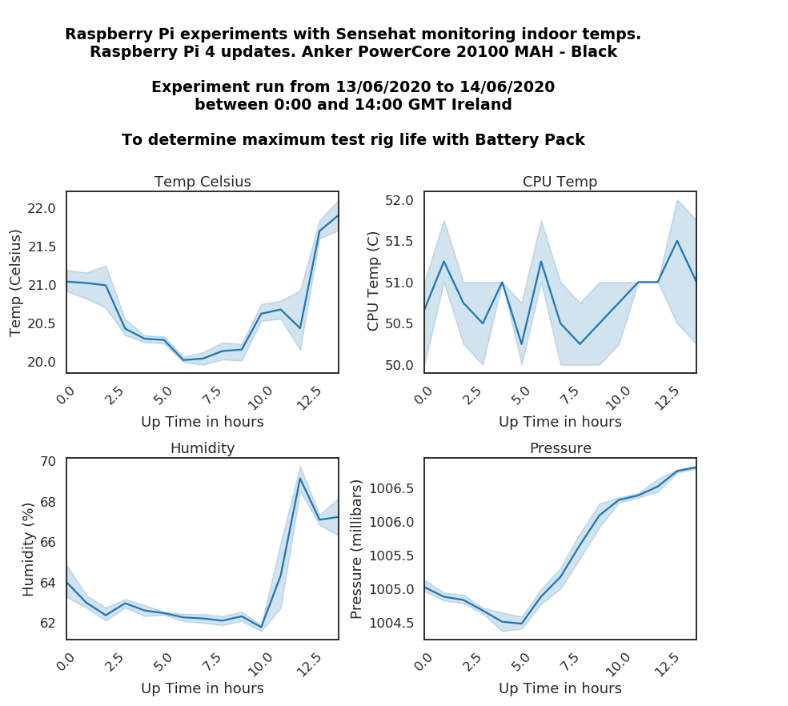 Raspberry Pi experiments with Sensehat monitoring indoor temps.
Raspberry Pi 4 updates. Anker PowerCore 20100 MAH - Black
Experiment run from 13/06/2020 to 14/06/2020
between 0:00 and 14:00 GMT Ireland
To determine maximum test rig life with Battery Pack
Temp Celsius
Temp (Celsius)
22.0
21.5
21.0
20.5
20.0
0.0 2.5 5.0 7.5 10.0 12.5
Up Time in hours
CPU Temp
CPU Temp (C)
52.0
51.5
51.0
50.5
50.0
0.0 2.5 5.0 7.5 10.0 12.5
Up Time in hours
Humidity
Humidity (%)
70
68
66
64
62
0.0 2.5 5.0 7.5 10.0 12.5
Up Time in hours
Pressure
Pressure (millibars)
1006.5
1006.0
1005.5
1005.0
1004.5
0.0 2.5 5.0 7.5 10.0 12.5
Up Time in hours